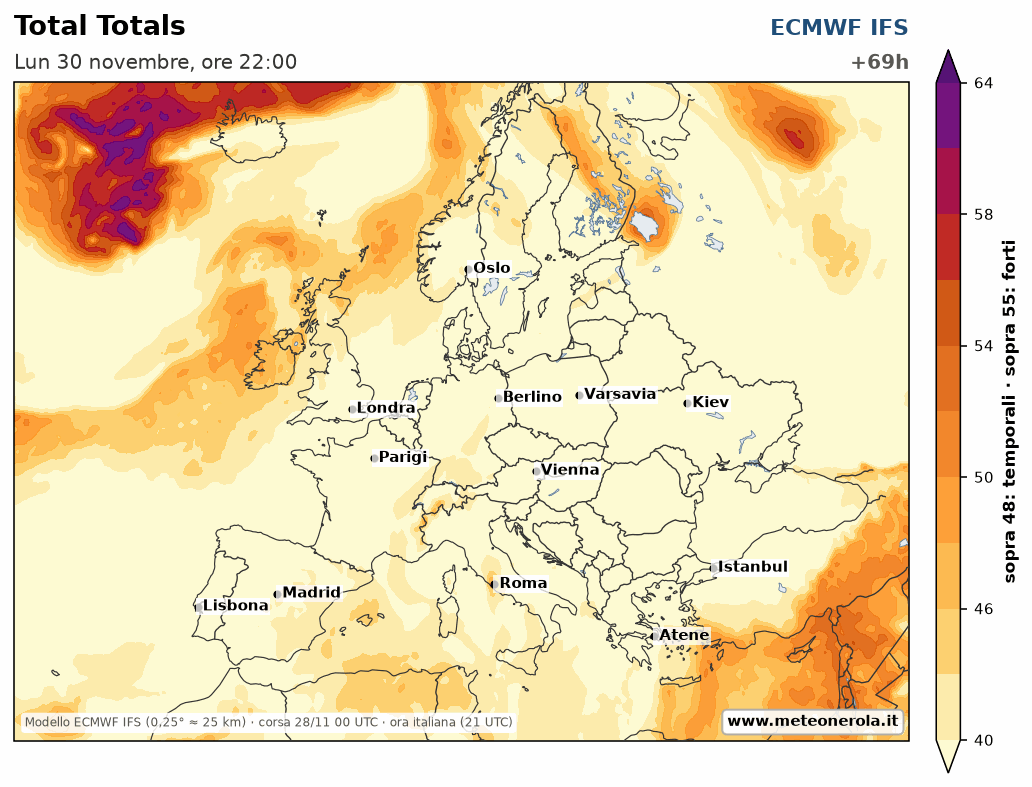 Total Totals
ECMWF IFS
Lun 30 novembre, ore 22:00
+69h
64
58
54
50
46
40
sopra 48: temporali · sopra 55: forti
Oslo
Londra
Berlino
Varsavia
Kiev
Parigi
Vienna
Istanbul
Roma
Madrid
Lisbona
Atene
Modello ECMWF IFS (0,25° ≈ 25 km) · corsa 28/11 00 UTC · ora italiana (21 UTC)
www.meteonerola.it